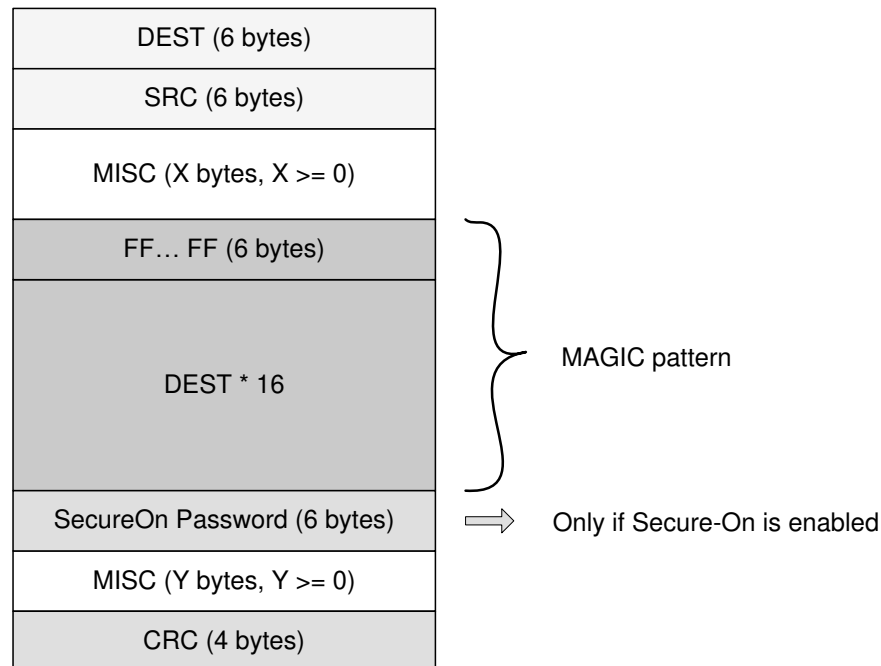 DEST (6 bytes)
SRC (6 bytes)
MISC (X bytes, X >= 0)
FF… FF (6 bytes)
DEST * 16
MAGIC pattern
SecureOn Password (6 bytes)
Only if Secure-On is enabled
MISC (Y bytes, Y >= 0)
CRC (4 bytes)